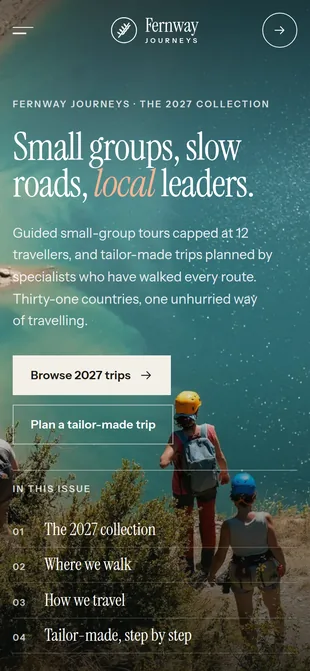 Fernway
JOURNEYS
FERNWAY JOURNEYS · THE 2027 COLLECTION
Small groups, slow
roads, local leaders.
Guided small-group tours capped at 12
travellers, and tailor-made trips planned by
specialists who have walked every route.
Thirty-one countries, one unhurried way
of travelling.
Browse 2027 trips →
Plan a tailor-made trip
IN THIS ISSUE
01 The 2027 collection
02 Where we walk
03 How we travel
04 Tailor-made, step by step